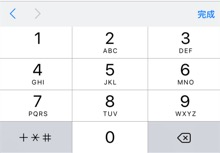 完成
1 2 3
ABC DEF
4 5 6
GHI JKL MNO
7 8 9
PQRS TUV WXYZ
+*# 0